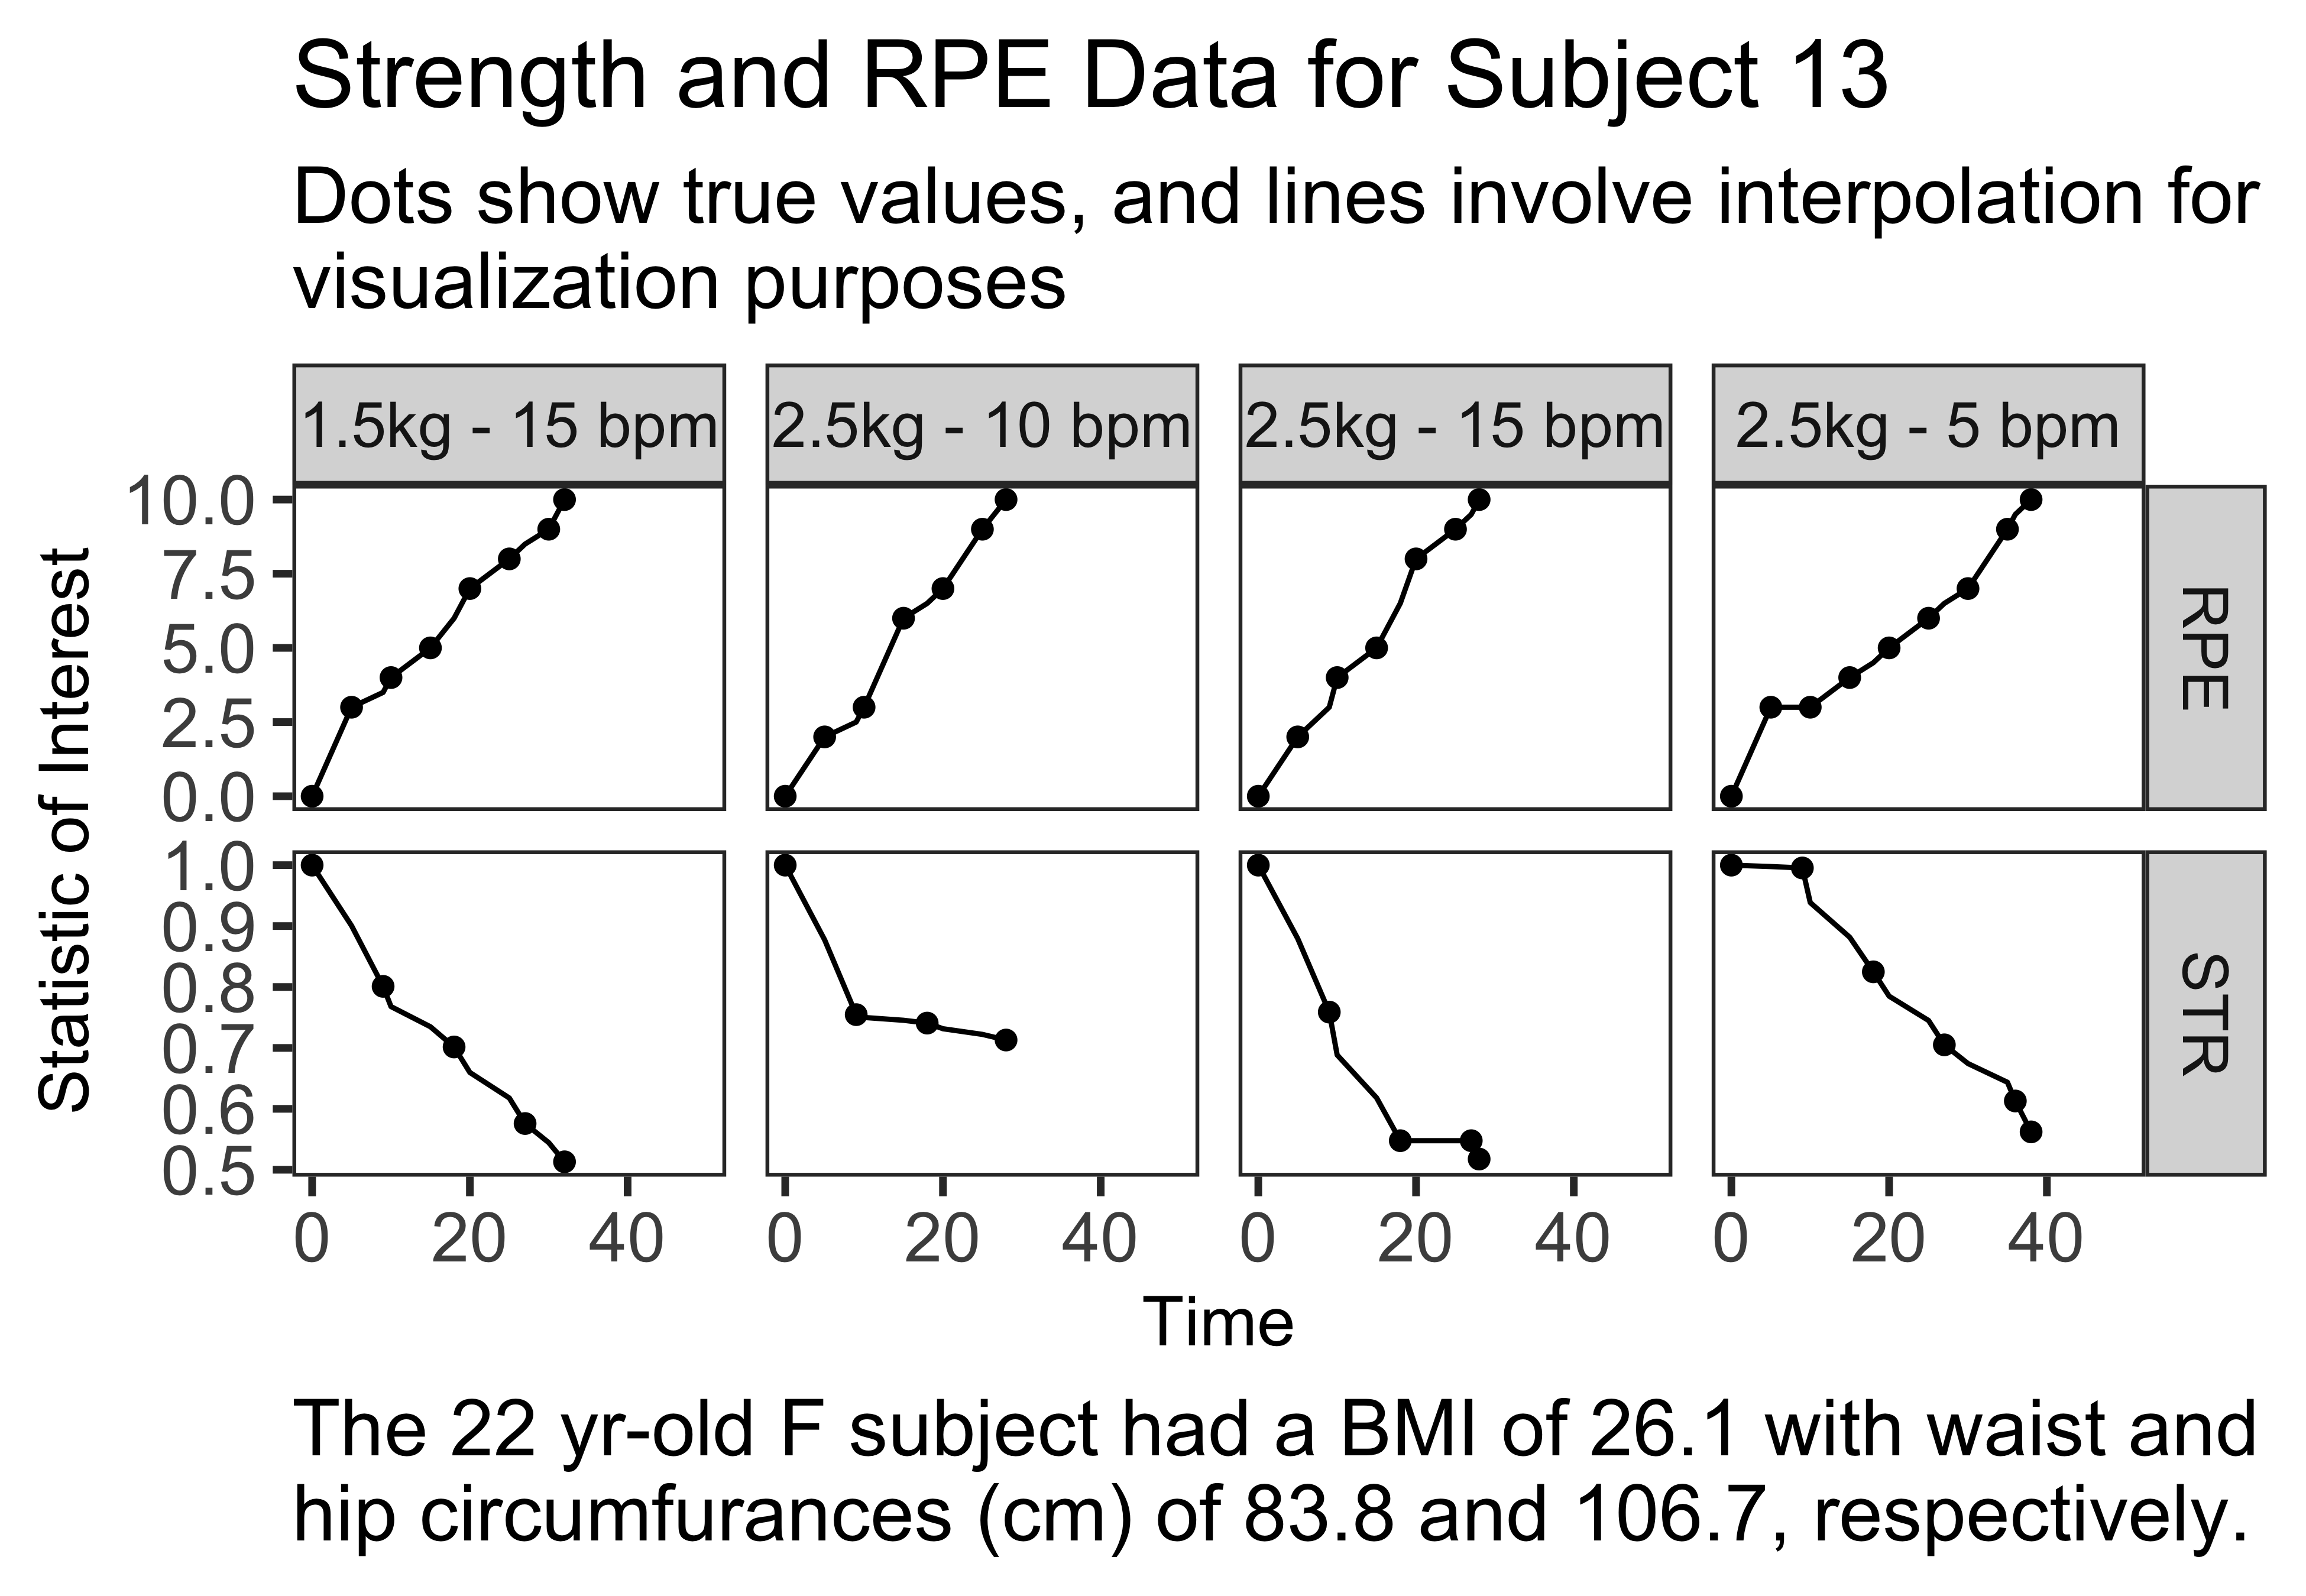 Strength and RPE Data for Subject 13
Dots show true values, and lines involve interpolation for
visualization purposes
1.5kg - 15 bpm
2.5kg - 10 bpm
2.5kg - 15 bpm
2.5kg - 5 bpm
Statistic of Interest
10.0
7.5
5.0
2.5
0.0
RPE
1.0
0.9
0.8
0.7
0.6
0.5
STR
0 20 40 0 20 40 0 20 40 0 20 40
Time
The 22 yr-old F subject had a BMI of 26.1 with waist and
hip circumfurances (cm) of 83.8 and 106.7, respectively.